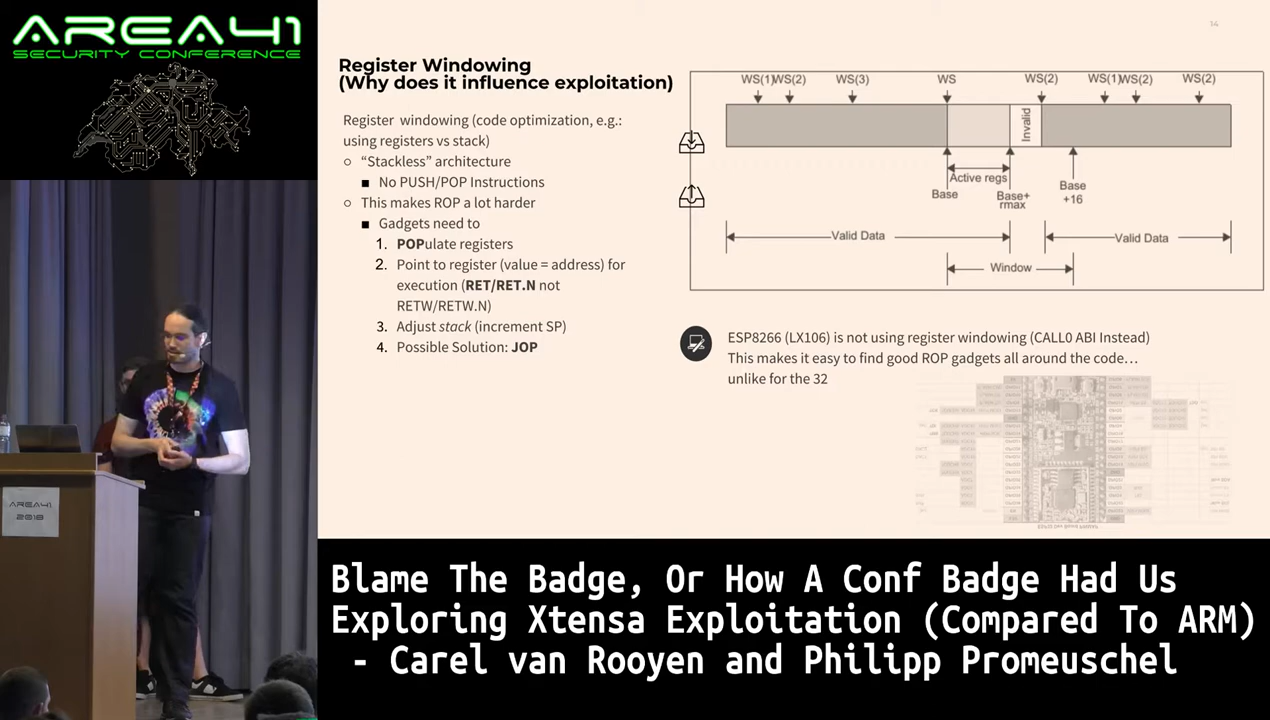 AREA41
SECURITY CONFERENCE
14
Register Windowing
(Why does it influence exploitation)
Register windowing (code optimization, e.g.:
using registers vs stack)
○ “Stackless” architecture
■ No PUSH/POP Instructions
○ This makes ROP a lot harder
■ Gadgets need to
1. POPulate registers
2. Point to register (value = address) for
execution (RET/RET.N not
RETW/RETW.N)
3. Adjust stack (increment SP)
4. Possible Solution: JOP
WS(1) WS(2) WS(3) WS WS(2) WS(1) WS(2) WS(2)
Invalid
Active regs
Base
Base+
rmax
Base
+16
Valid Data
Valid Data
Window
ESP8266 (LX106) is not using register windowing (CALL0 ABI Instead)
This makes it easy to find good ROP gadgets all around the code…
unlike for the 32
AREA41
2018
Blame The Badge, Or How A Conf Badge Had Us
Exploring Xtensa Exploitation (Compared To ARM)
- Carel van Rooyen and Philipp Promeuschel